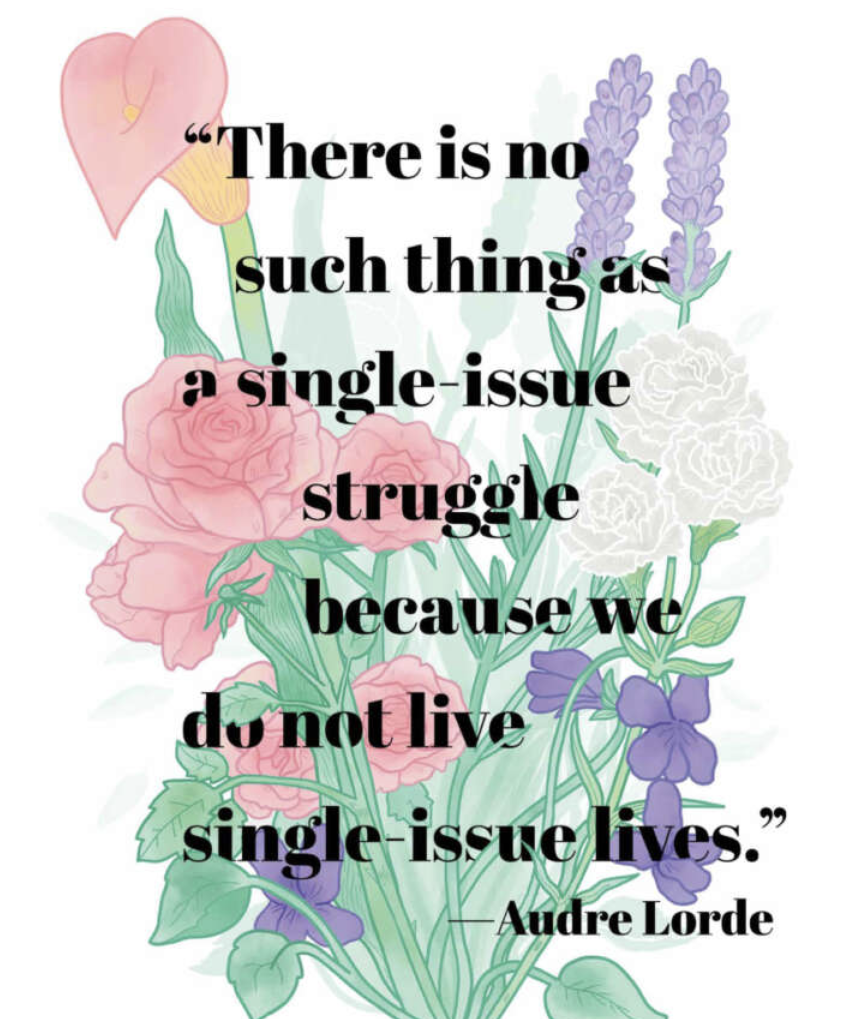 “There is no
such thing as
a single-issue
struggle
because we
do not live
single-issue lives.”
—Audre Lorde